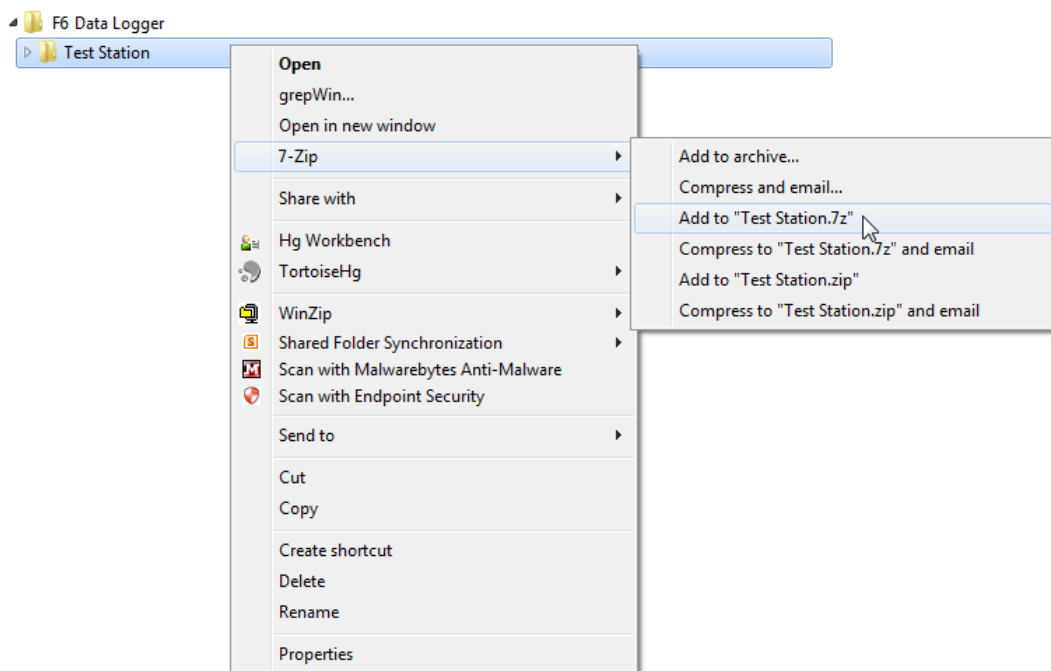 F6 Data Logger
Test Station
Open
grepWin...
Open in new window
7-Zip
Share with
Hg Workbench
TortoiseHg
WinZip
Shared Folder Synchronization
Scan with Malwarebytes Anti-Malware
Scan with Endpoint Security
Send to
Cut
Copy
Create shortcut
Delete
Rename
Properties
Add to archive...
Compress and email...
Add to "Test Station.7z"
Compress to "Test Station.7z" and email
Add to "Test Station.zip"
Compress to "Test Station.zip" and email